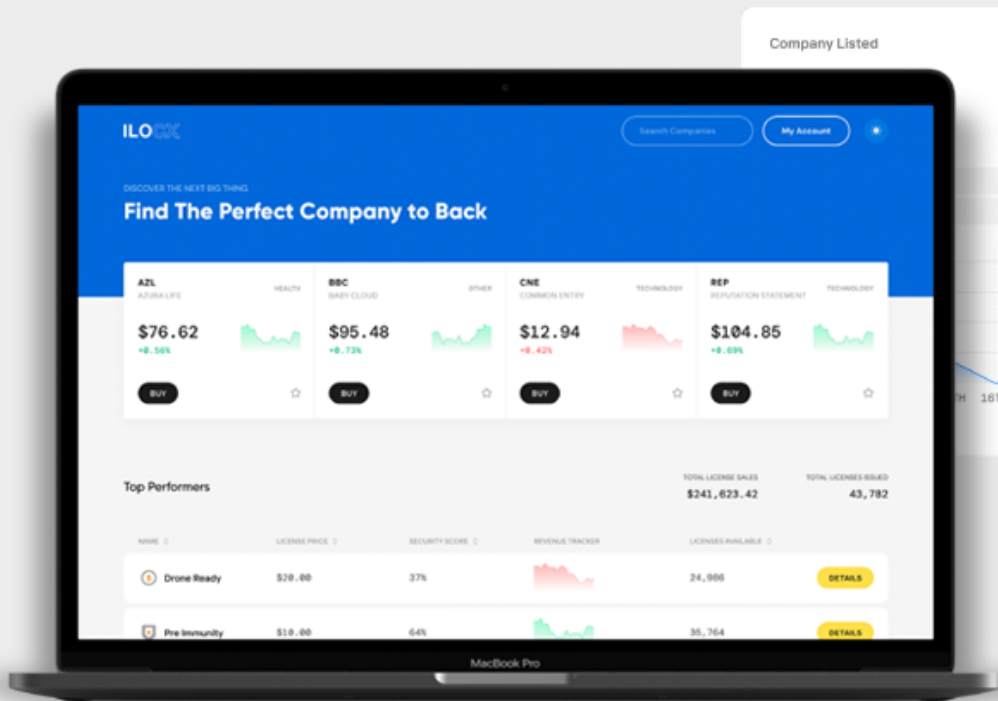 Company Listed
ILOCX
Search Companies
My Account
DISCOVER THE NEXT BIG THING
Find The Perfect Company to Back
AZL
HEALTH
AZURA LIFE
$76.62
+0.56%
BUY
BBC
OTHER
BABY CLOUD
$95.48
+0.73%
BUY
CNE
TECHNOLOGY
COMMON ENTRY
$12.94
+0.42%
BUY
REP
TECHNOLOGY
REPUTATION STATEMENT
$104.85
+0.69%
BUY
TH 16T
Top Performers
TOTAL LICENSE SALES
$241,623.42
TOTAL LICENSES ISSUED
43,782
NAME LICENSE PRICE SECURITY SCORE REVENUE TRACKER LICENSES AVAILABLE
Drone Ready $20.00 37% 24,986 DETAILS
Pre Immunity $10.00 64% 35,764 DETAILS
MacBook Pro